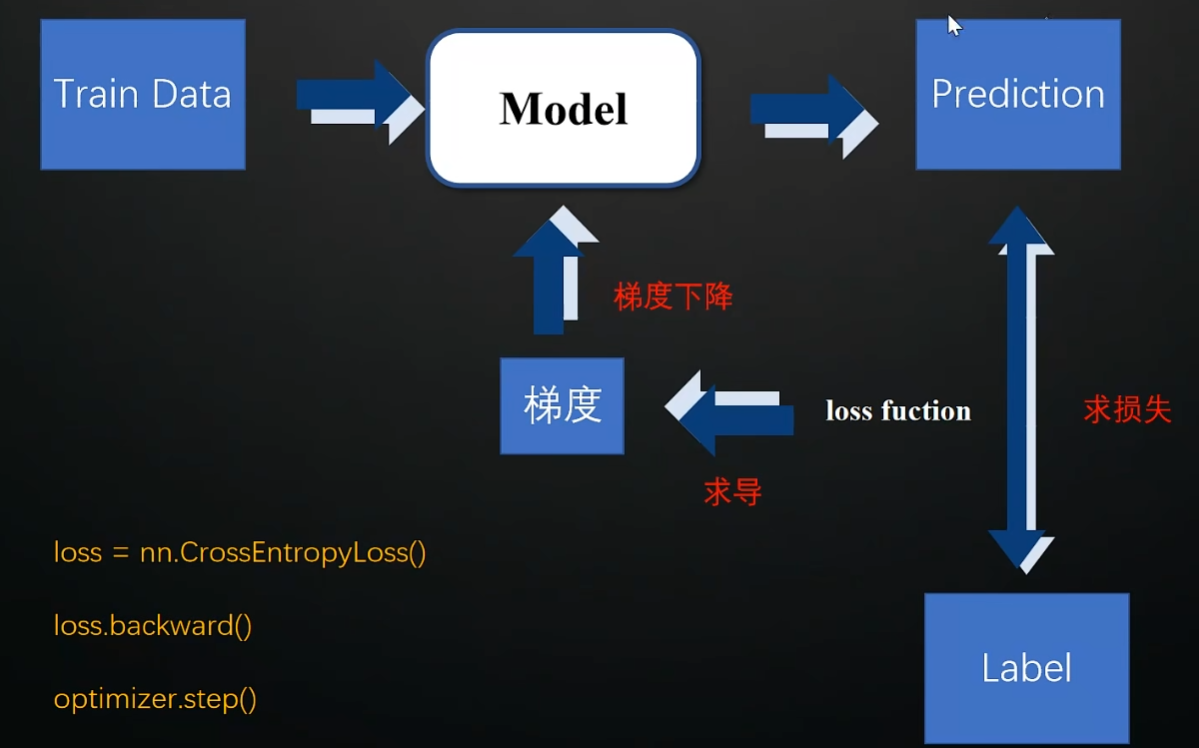 Train Data
Model
Prediction
梯度下降
梯度
loss fuction
求损失
求导
loss = nn.CrossEntropyLoss()
loss.backward()
optimizer.step()
Label